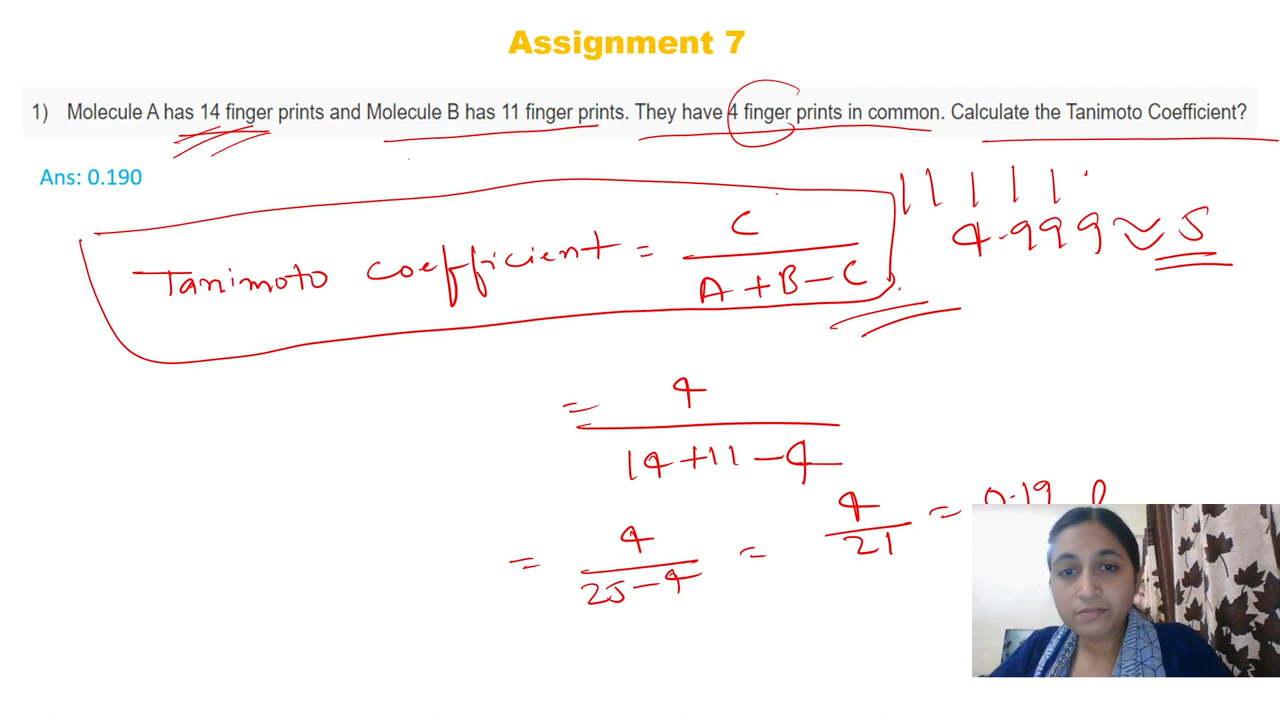 Assignment 7
1) Molecule A has 14 finger prints and Molecule B has 11 finger prints. They have 4 finger prints in common. Calculate the Tanimoto Coefficient?
Ans: 0.190
4.999 ≈ 5
Tanimoto coefficient = C / A + B - C
= 4 / 14 + 11 - 4
= 4 / 25 - 4 = 4 / 21 = 0.19